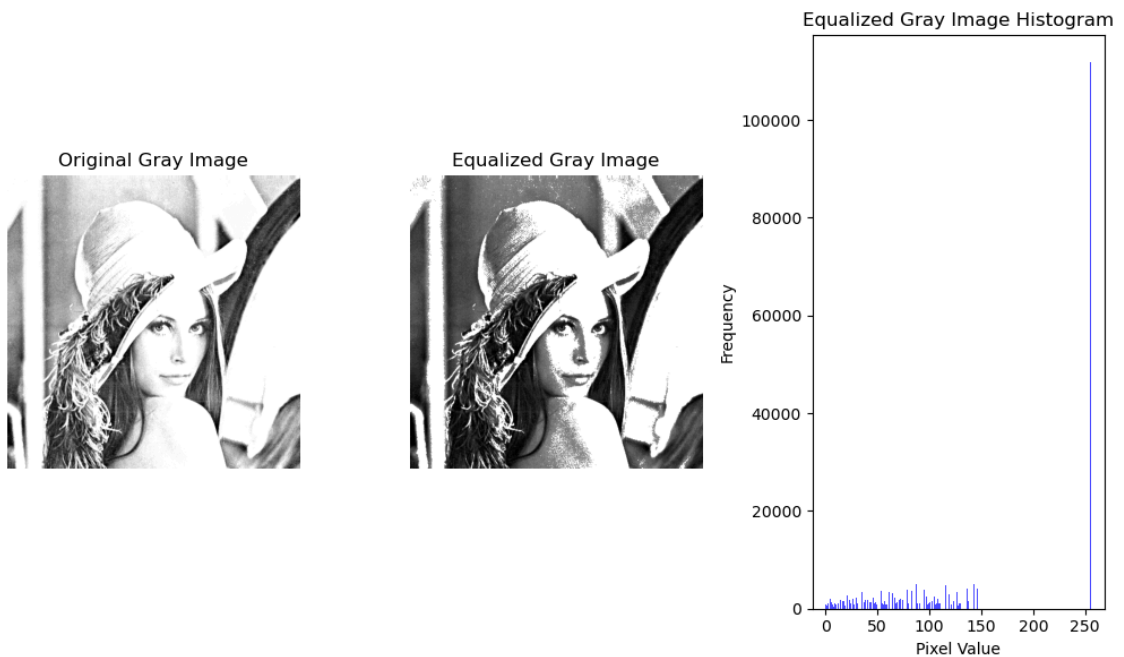 Original Gray Image
Equalized Gray Image
Equalized Gray Image Histogram
Frequency
100000
80000
60000
40000
20000
0
0 50 100 150 200 250
Pixel Value